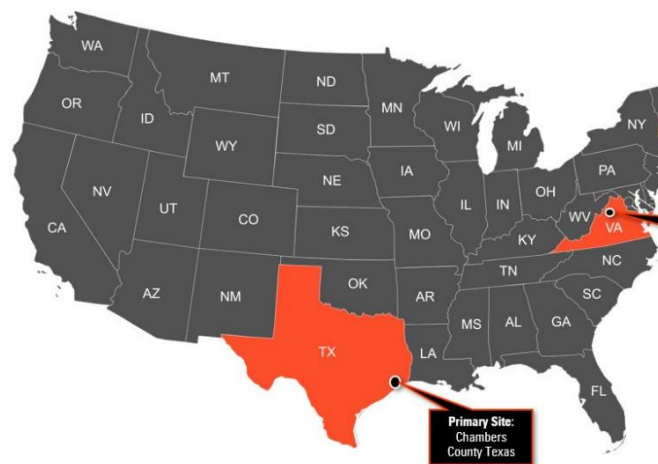 WA
MT
ND
MN
OR
ID
WY
SD
WI
MI
NY
NV
UT
CO
NE
IA
IL
IN
OH
PA
CA
KS
MO
KY
WV
VA
AZ
NM
OK
AR
TN
NC
SC
TX
LA
MS
AL
GA
FL
Primary Site:
Chambers
County Texas